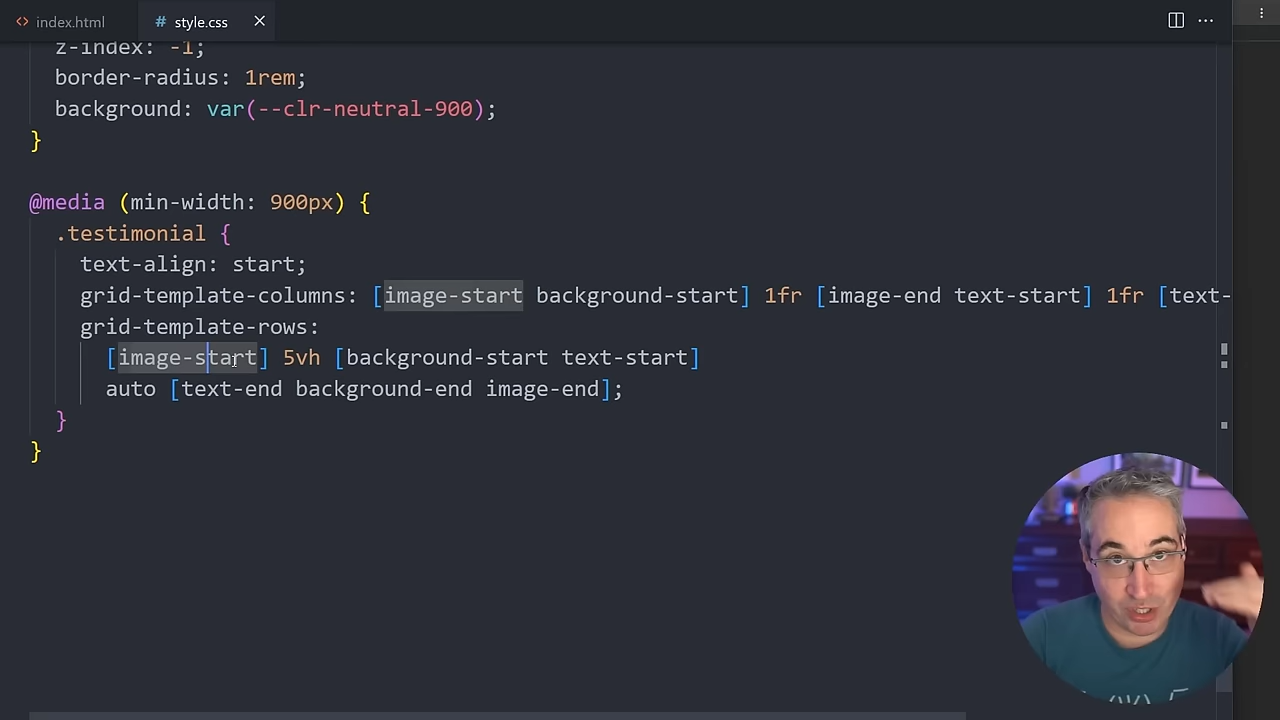 <> index.html # style.css ×
z-index: -1;
border-radius: 1rem;
background: var(--clr-neutral-900);
}
@media (min-width: 900px) {
.testimonial {
text-align: start;
grid-template-columns: [image-start background-start] 1fr [image-end text-start] 1fr [text-
grid-template-rows:
[image-start] 5vh [background-start text-start]
auto [text-end background-end image-end];
}
}